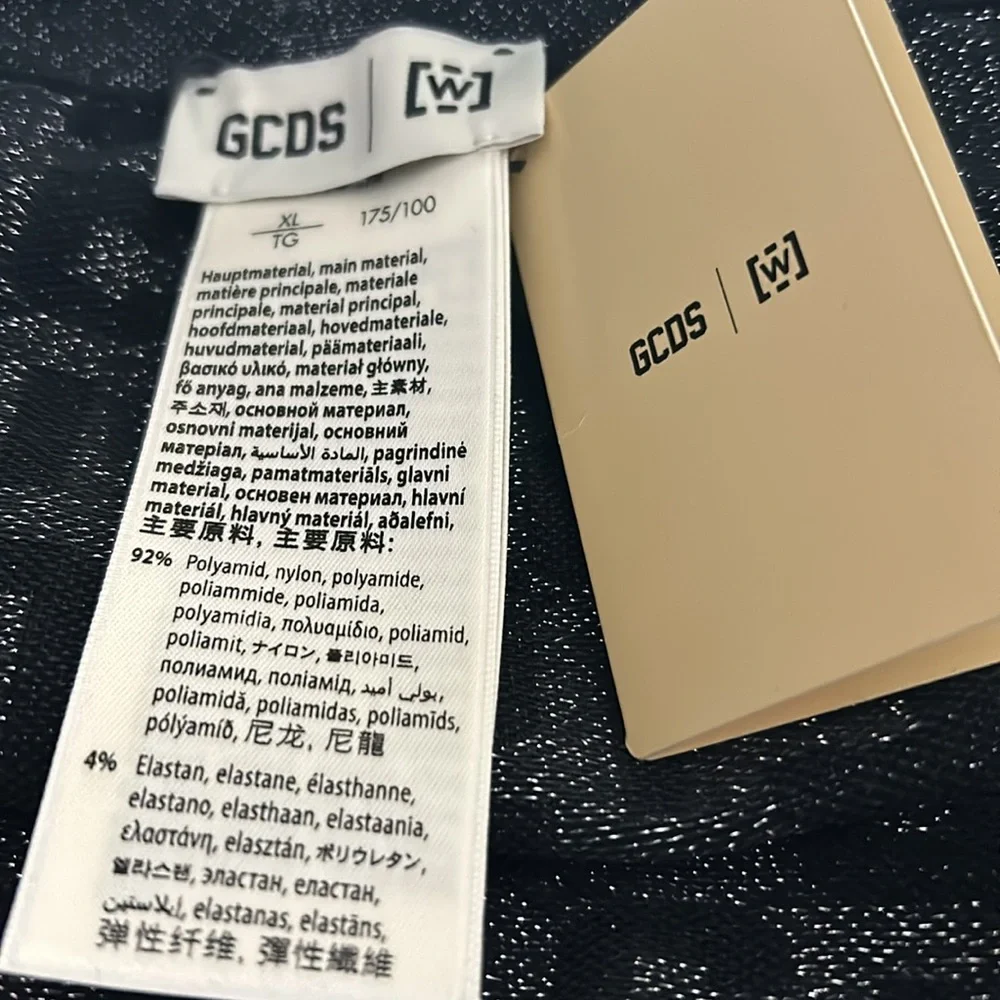 GCDS | [W]
XL 175/100
TG
Hauptmaterial, main material,
matière principale, materiale
principale, material principal,
hoofdmateriaal, hovedmateriale,
huvudmaterial, päämateriaali,
βασικό υλικό, materiał główny,
fő anyag, ana malzeme, 主素材,
주소재, основной материал,
osnovni materijal, основний
матеріал, المادة الأساسية, pagrindinė
medžiaga, pamatmateriāls, glavni
material, основен материал, hlavní
materiál, hlavný materiál, aðalefni,
主要原料, 主要原料:
92% Polyamid, nylon, polyamide,
poliammide, poliamida,
polyamidia, πολυαμίδιο, poliamid,
poliamit, ナイロン, 폴리아미드,
полиамид, поліамід, بولي أميد,
poliamidă, poliamidas, poliamīds,
pólýamíð, 尼龙, 尼龍
4% Elastan, elastane, élasthanne,
elastano, elasthaan, elastaania,
ελαστάνη, elasztán, ポリウレタン,
엘라스탠, эластан, еластан,
إيلاستين, elastanas, elastāns,
弹性纤维, 彈性纖維
GCDS | [W]